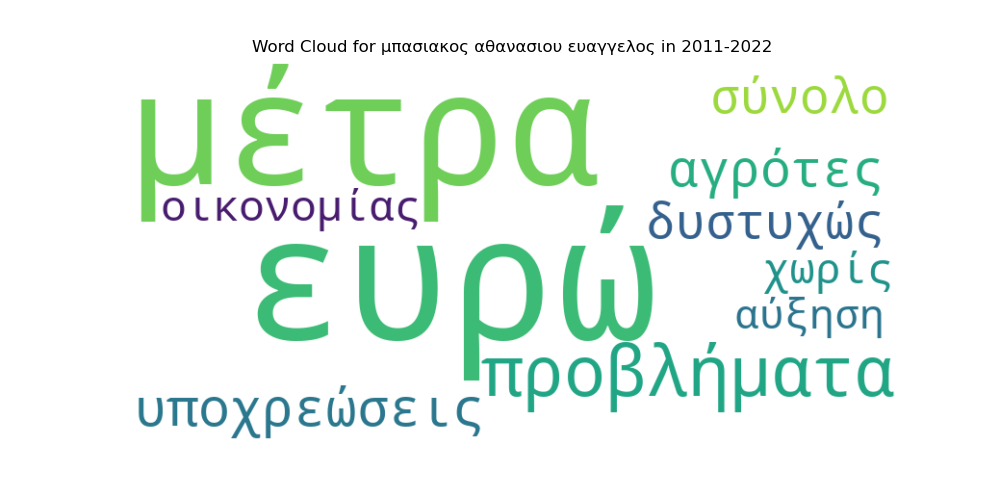 Word Cloud for μπασιακος αθανασιου ευαγγελος in 2011-2022
μέτρα
σύνολο
αγρότες
οικονομίας
δυστυχώς
ευρώ
χωρίς
αύξηση
προβλήματα
υποχρεώσεις